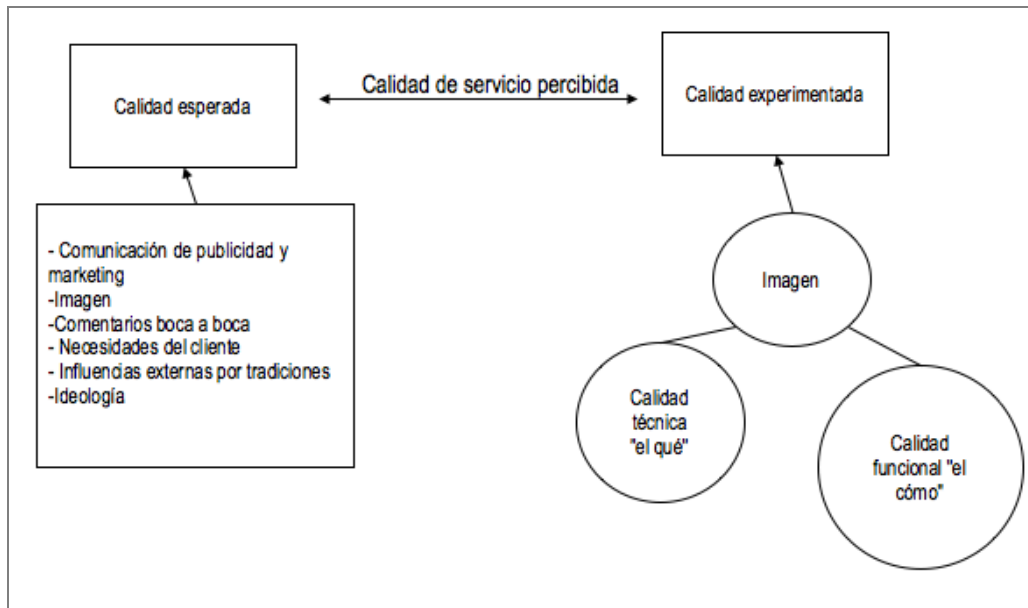 Calidad de servicio percibida
Calidad esperada
Calidad experimentada
- Comunicación de publicidad y
marketing
-Imagen
-Comentarios boca a boca
- Necesidades del cliente
- Influencias externas por tradiciones
-Ideología
Imagen
Calidad
técnica
"el qué"
Calidad
funcional "el
cómo"